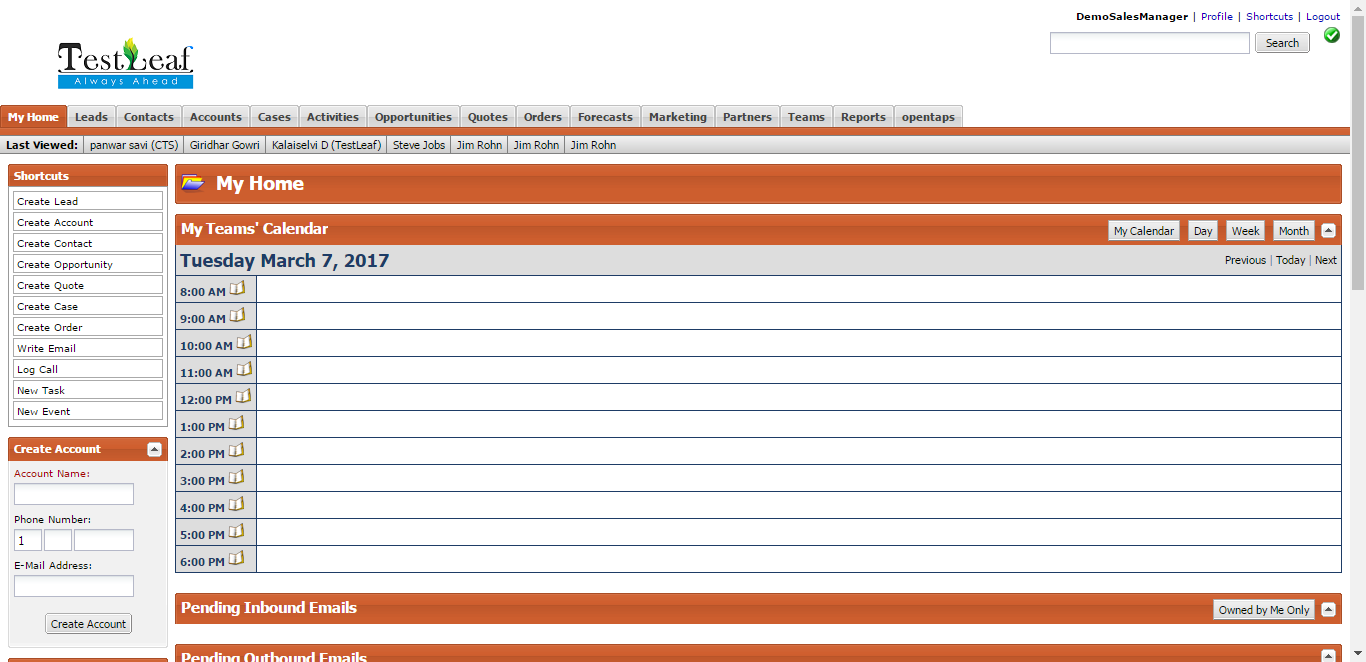 DemoSalesManager | Profile | Shortcuts | Logout
Search
TestLeaf
Always Ahead
My Home Leads Contacts Accounts Cases Activities Opportunities Quotes Orders Forecasts Marketing Partners Teams Reports opentaps
Last Viewed: panwar savi (CTS) Giridhar Gowri Kalaiselvi D (TestLeaf) Steve Jobs Jim Rohn Jim Rohn Jim Rohn
Shortcuts
Create Lead
Create Account
Create Contact
Create Opportunity
Create Quote
Create Case
Create Order
Write Email
Log Call
New Task
New Event
Create Account
Account Name:
Phone Number:
1
E-Mail Address:
Create Account
My Home
My Teams' Calendar My Calendar Day Week Month
Tuesday March 7, 2017 Previous | Today | Next
8:00 AM
9:00 AM
10:00 AM
11:00 AM
12:00 PM
1:00 PM
2:00 PM
3:00 PM
4:00 PM
5:00 PM
6:00 PM
Pending Inbound Emails Owned by Me Only
Pending Outbound Emails